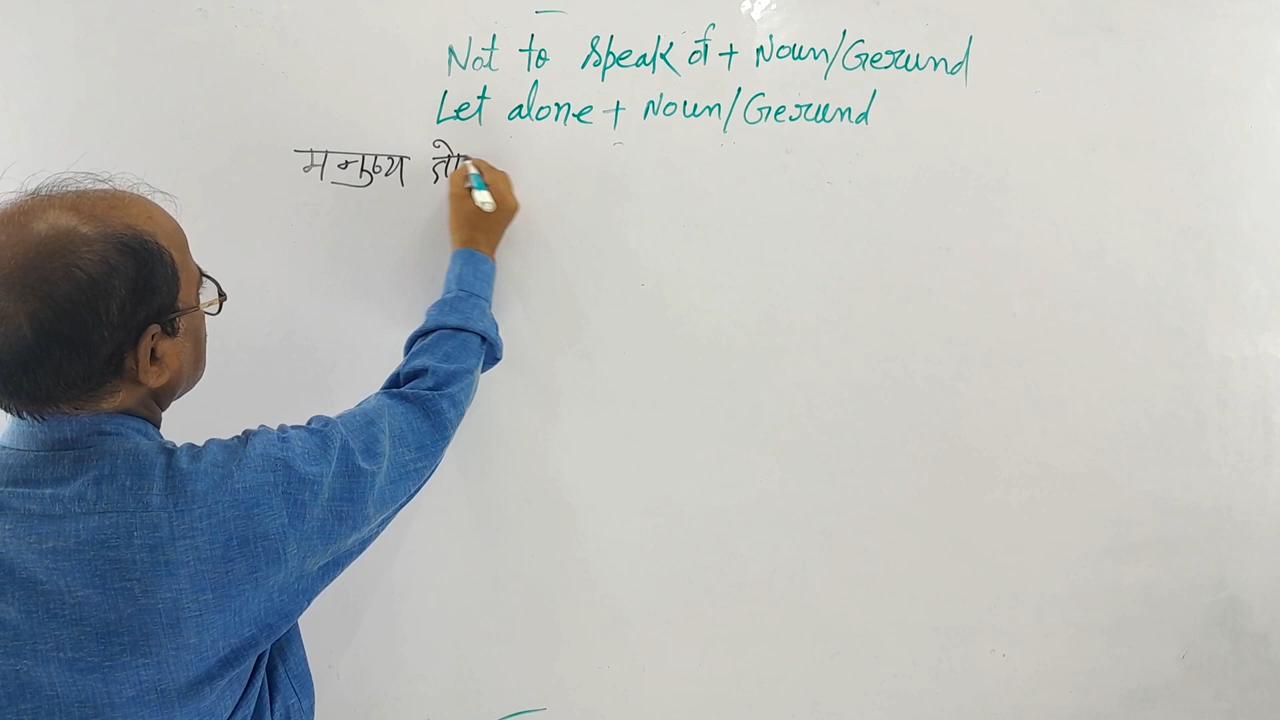 Not to speak of + Noun/Gerund
Let alone + Noun/Gerund
मनुष्य तो